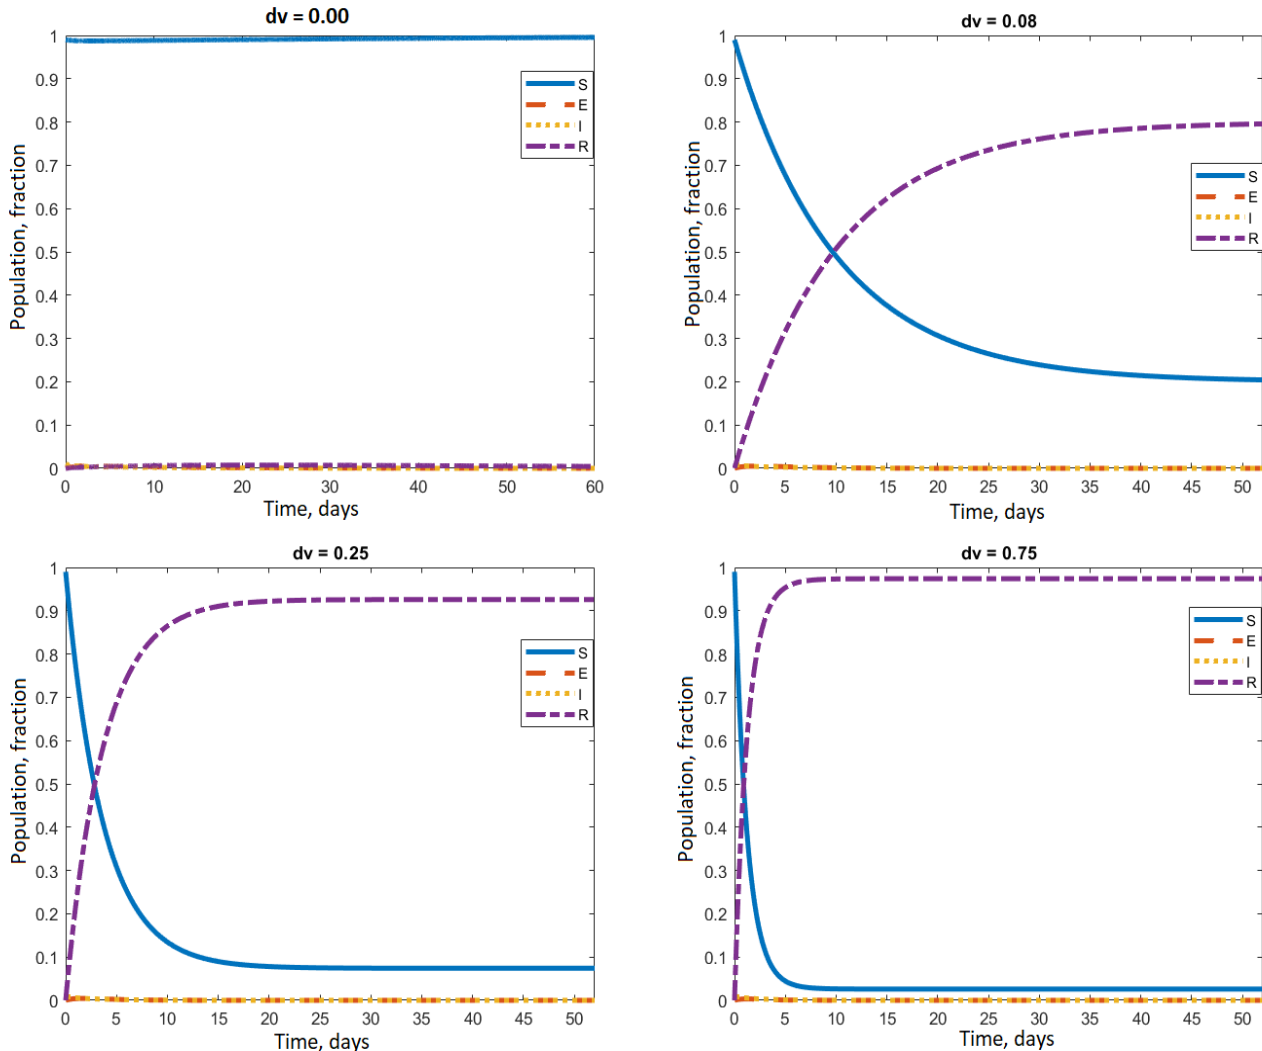 dv = 0.00
1
0.9
0.8
0.7
0.6
0.5
0.4
0.3
0.2
0.1
0
Population, fraction
S
E
I
R
0 10 20 30 40 50 60
Time, days
dv = 0.08
1
0.9
0.8
0.7
0.6
0.5
0.4
0.3
0.2
0.1
0
Population, fraction
S
E
I
R
0 5 10 15 20 25 30 35 40 45 50
Time, days
dv = 0.25
1
0.9
0.8
0.7
0.6
0.5
0.4
0.3
0.2
0.1
0
Population, fraction
S
E
I
R
0 5 10 15 20 25 30 35 40 45 50
Time, days
dv = 0.75
1
0.9
0.8
0.7
0.6
0.5
0.4
0.3
0.2
0.1
0
Population, fraction
S
E
I
R
0 5 10 15 20 25 30 35 40 45 50
Time, days